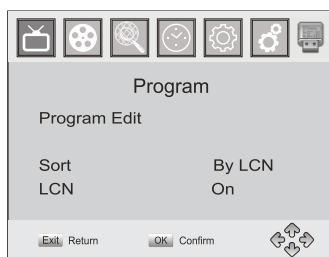 Program
Program Edit
Sort By LCN
LCN On
Exit Return OK Confirm